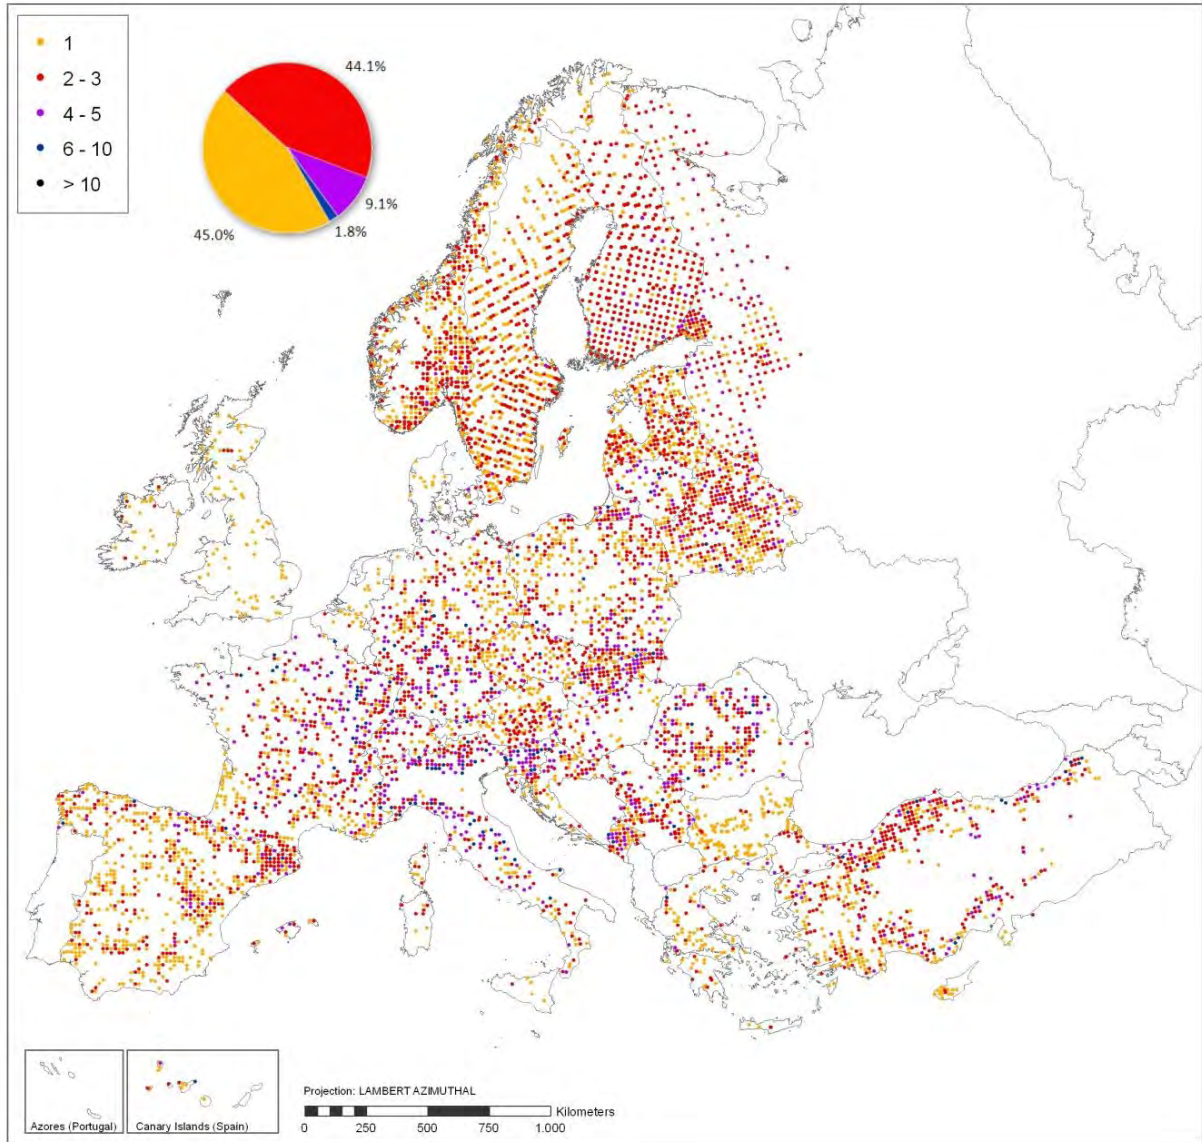 1
2 - 3
4 - 5
6 - 10
> 10
44.1%
9.1%
1.8%
45.0%
Azores (Portugal)
Canary Islands (Spain)
Projection: LAMBERT AZIMUTHAL
Kilometers
0 250 500 750 1.000